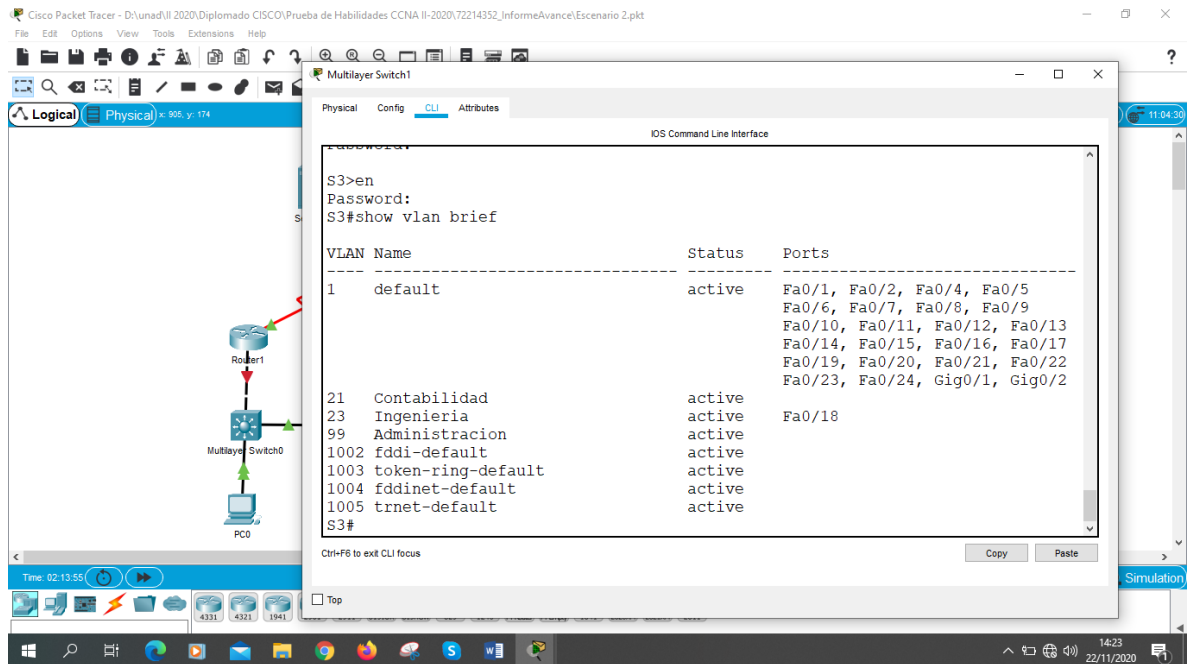 Cisco Packet Tracer - D:\unad\II 2020\Diplomado CISCO\Prueba de Habilidades CCNA II-2020\72214352_InformeAvance\Escenario 2.pkt
File Edit Options View Tools Extensions Help
Multilayer Switch1
Logical Physical x: 905, y: 174
Physical Config CLI Attributes
11:04:30
IOS Command Line Interface
Password:
S3>en
Password:
S3#show vlan brief
VLAN Name Status Ports
---- -------------------------------- --------- -------------------------------
1 default active Fa0/1, Fa0/2, Fa0/4, Fa0/5
Fa0/6, Fa0/7, Fa0/8, Fa0/9
Fa0/10, Fa0/11, Fa0/12, Fa0/13
Fa0/14, Fa0/15, Fa0/16, Fa0/17
Fa0/19, Fa0/20, Fa0/21, Fa0/22
Fa0/23, Fa0/24, Gig0/1, Gig0/2
21 Contabilidad active
23 Ingenieria active Fa0/18
99 Administracion active
1002 fddi-default active
1003 token-ring-default active
1004 fddinet-default active
1005 trnet-default active
S3#
Router1
Multilayer Switch0
PC0
Ctrl+F6 to exit CLI focus
Copy Paste
Time: 02:13:55
Simulation
Top
4331 4321 1941
14:23
22/11/2020